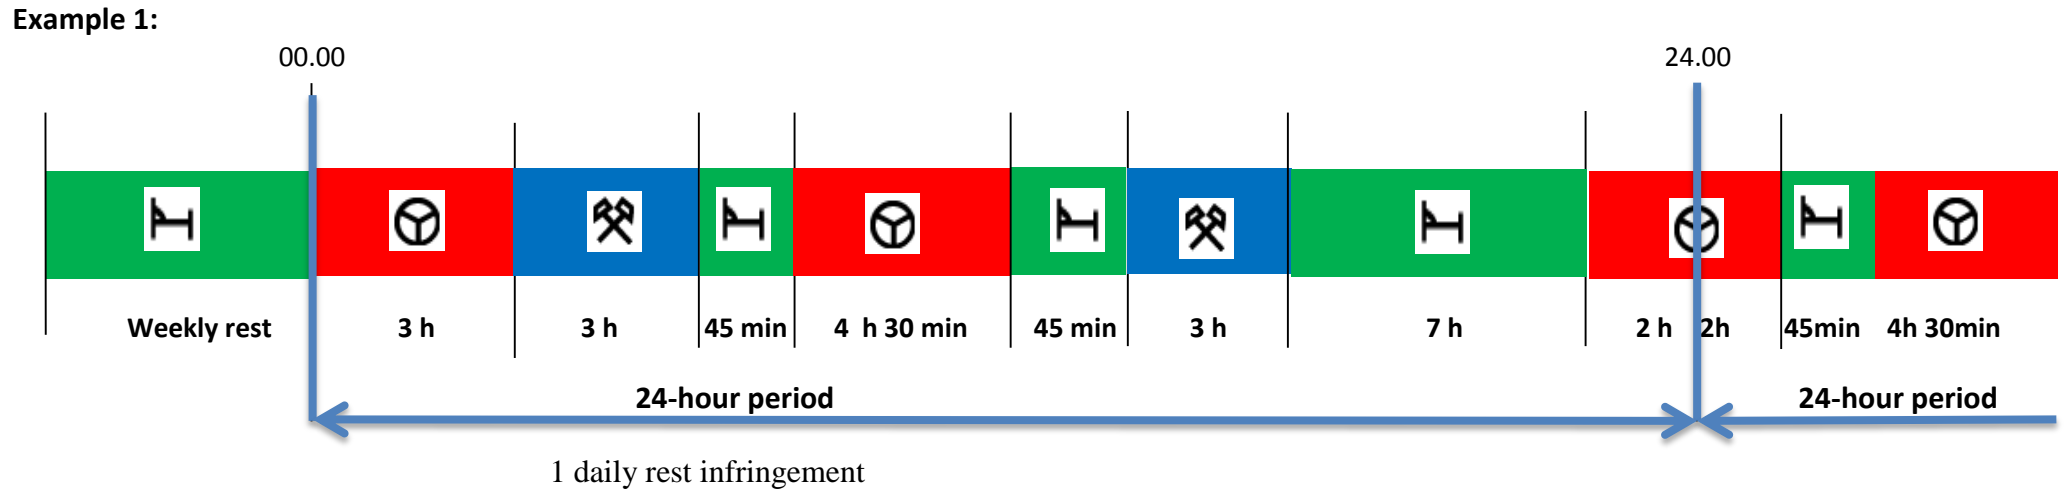 Example 1:
00.00 24.00
Weekly rest 3 h 3 h 45 min 4 h 30 min 45 min 3 h 7 h 2 h 2h 45min 4h 30min
24-hour period 24-hour period
1 daily rest infringement